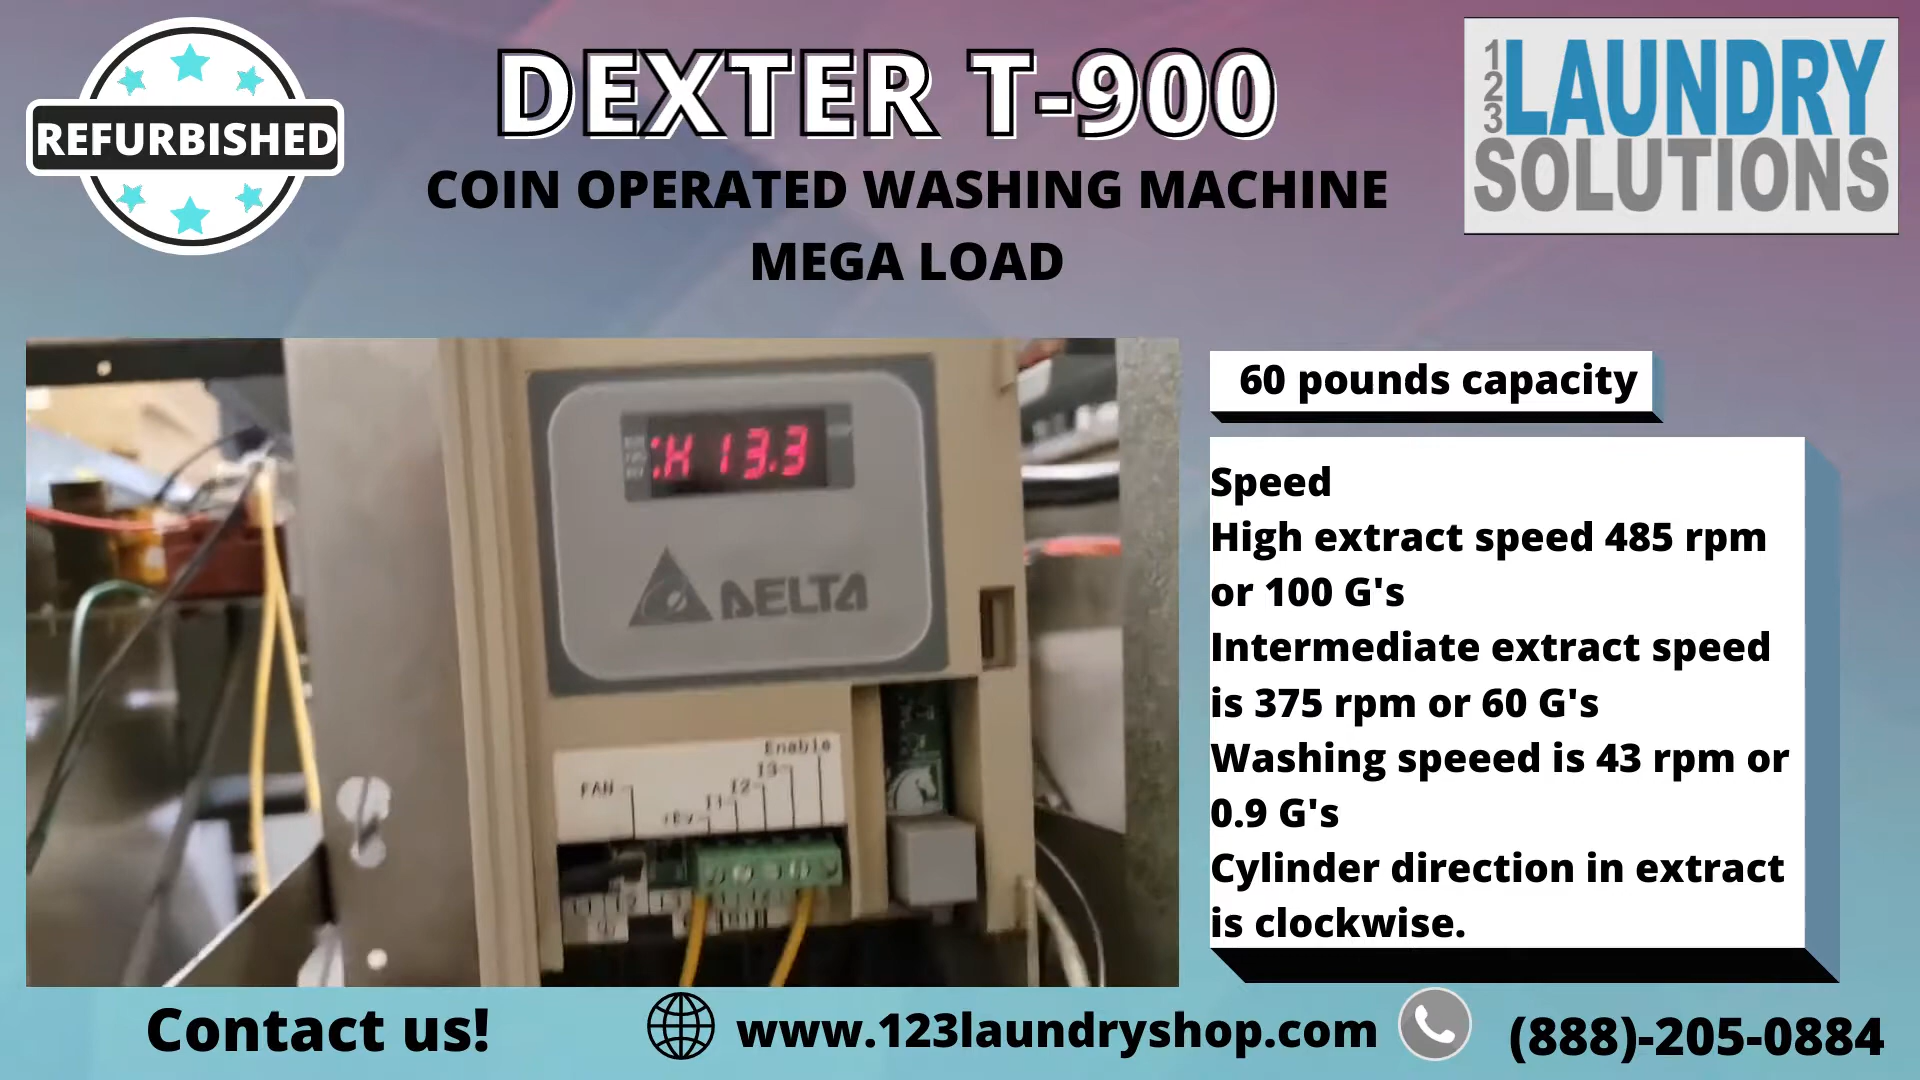 REFURBISHED
DEXTER T-900
COIN OPERATED WASHING MACHINE
MEGA LOAD
123 LAUNDRY
SOLUTIONS
60 pounds capacity
:H 13.3
DELTA
Enable
I3
I2
I1
FAN
Speed
High extract speed 485 rpm
or 100 G's
Intermediate extract speed
is 375 rpm or 60 G's
Washing speeed is 43 rpm or
0.9 G's
Cylinder direction in extract
is clockwise.
Contact us!
www.123laundryshop.com
(888)-205-0884